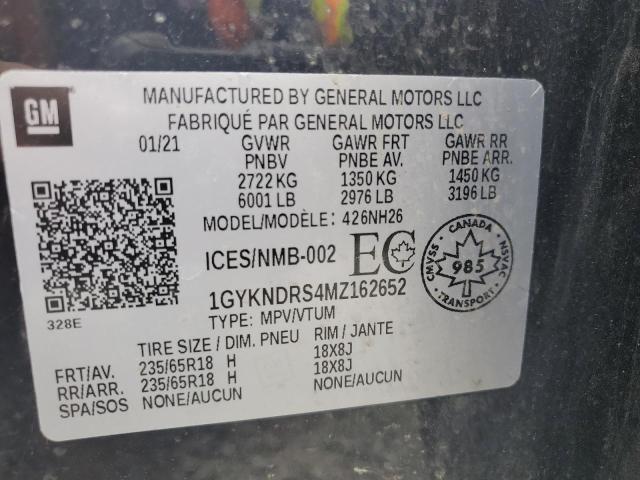 GM
MANUFACTURED BY GENERAL MOTORS LLC
FABRIQUÉ PAR GENERAL MOTORS LLC
01/21 GVWR GAWR FRT GAWR RR
PNBV PNBE AV. PNBE ARR.
2722 KG 1350 KG 1450 KG
6001 LB 2976 LB 3196 LB
MODEL/MODÈLE: 426NH26
ICES/NMB-002 EC
CANADA
CMVSS 985 NSVAC
TRANSPORT
1GYKNDRS4MZ162652
328E
TYPE: MPV/VTUM
TIRE SIZE / DIM. PNEU RIM / JANTE
FRT/AV. 235/65R18 H 18X8J
RR/ARR. 235/65R18 H 18X8J
SPA/SOS NONE/AUCUN NONE/AUCUN